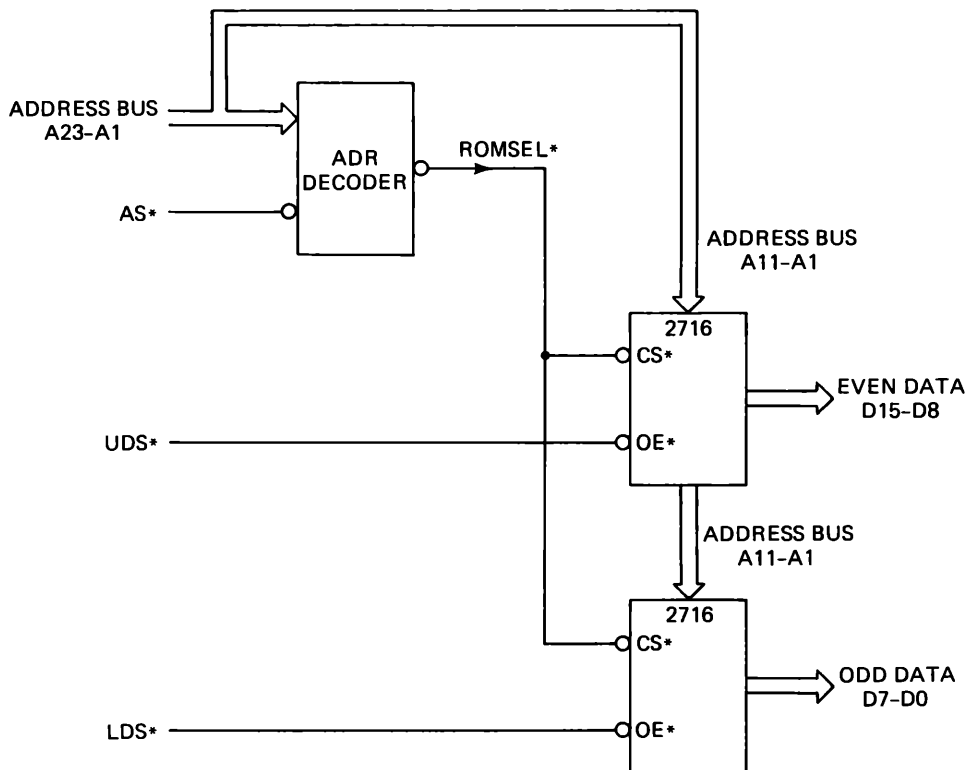 ADDRESS BUS
A23-A1
ADR
DECODER
ROMSEL*
AS*
ADDRESS BUS
A11-A1
2716
CS*
EVEN DATA
D15-D8
UDS*
OE*
ADDRESS BUS
A11-A1
2716
CS*
ODD DATA
D7-D0
LDS*
OE*